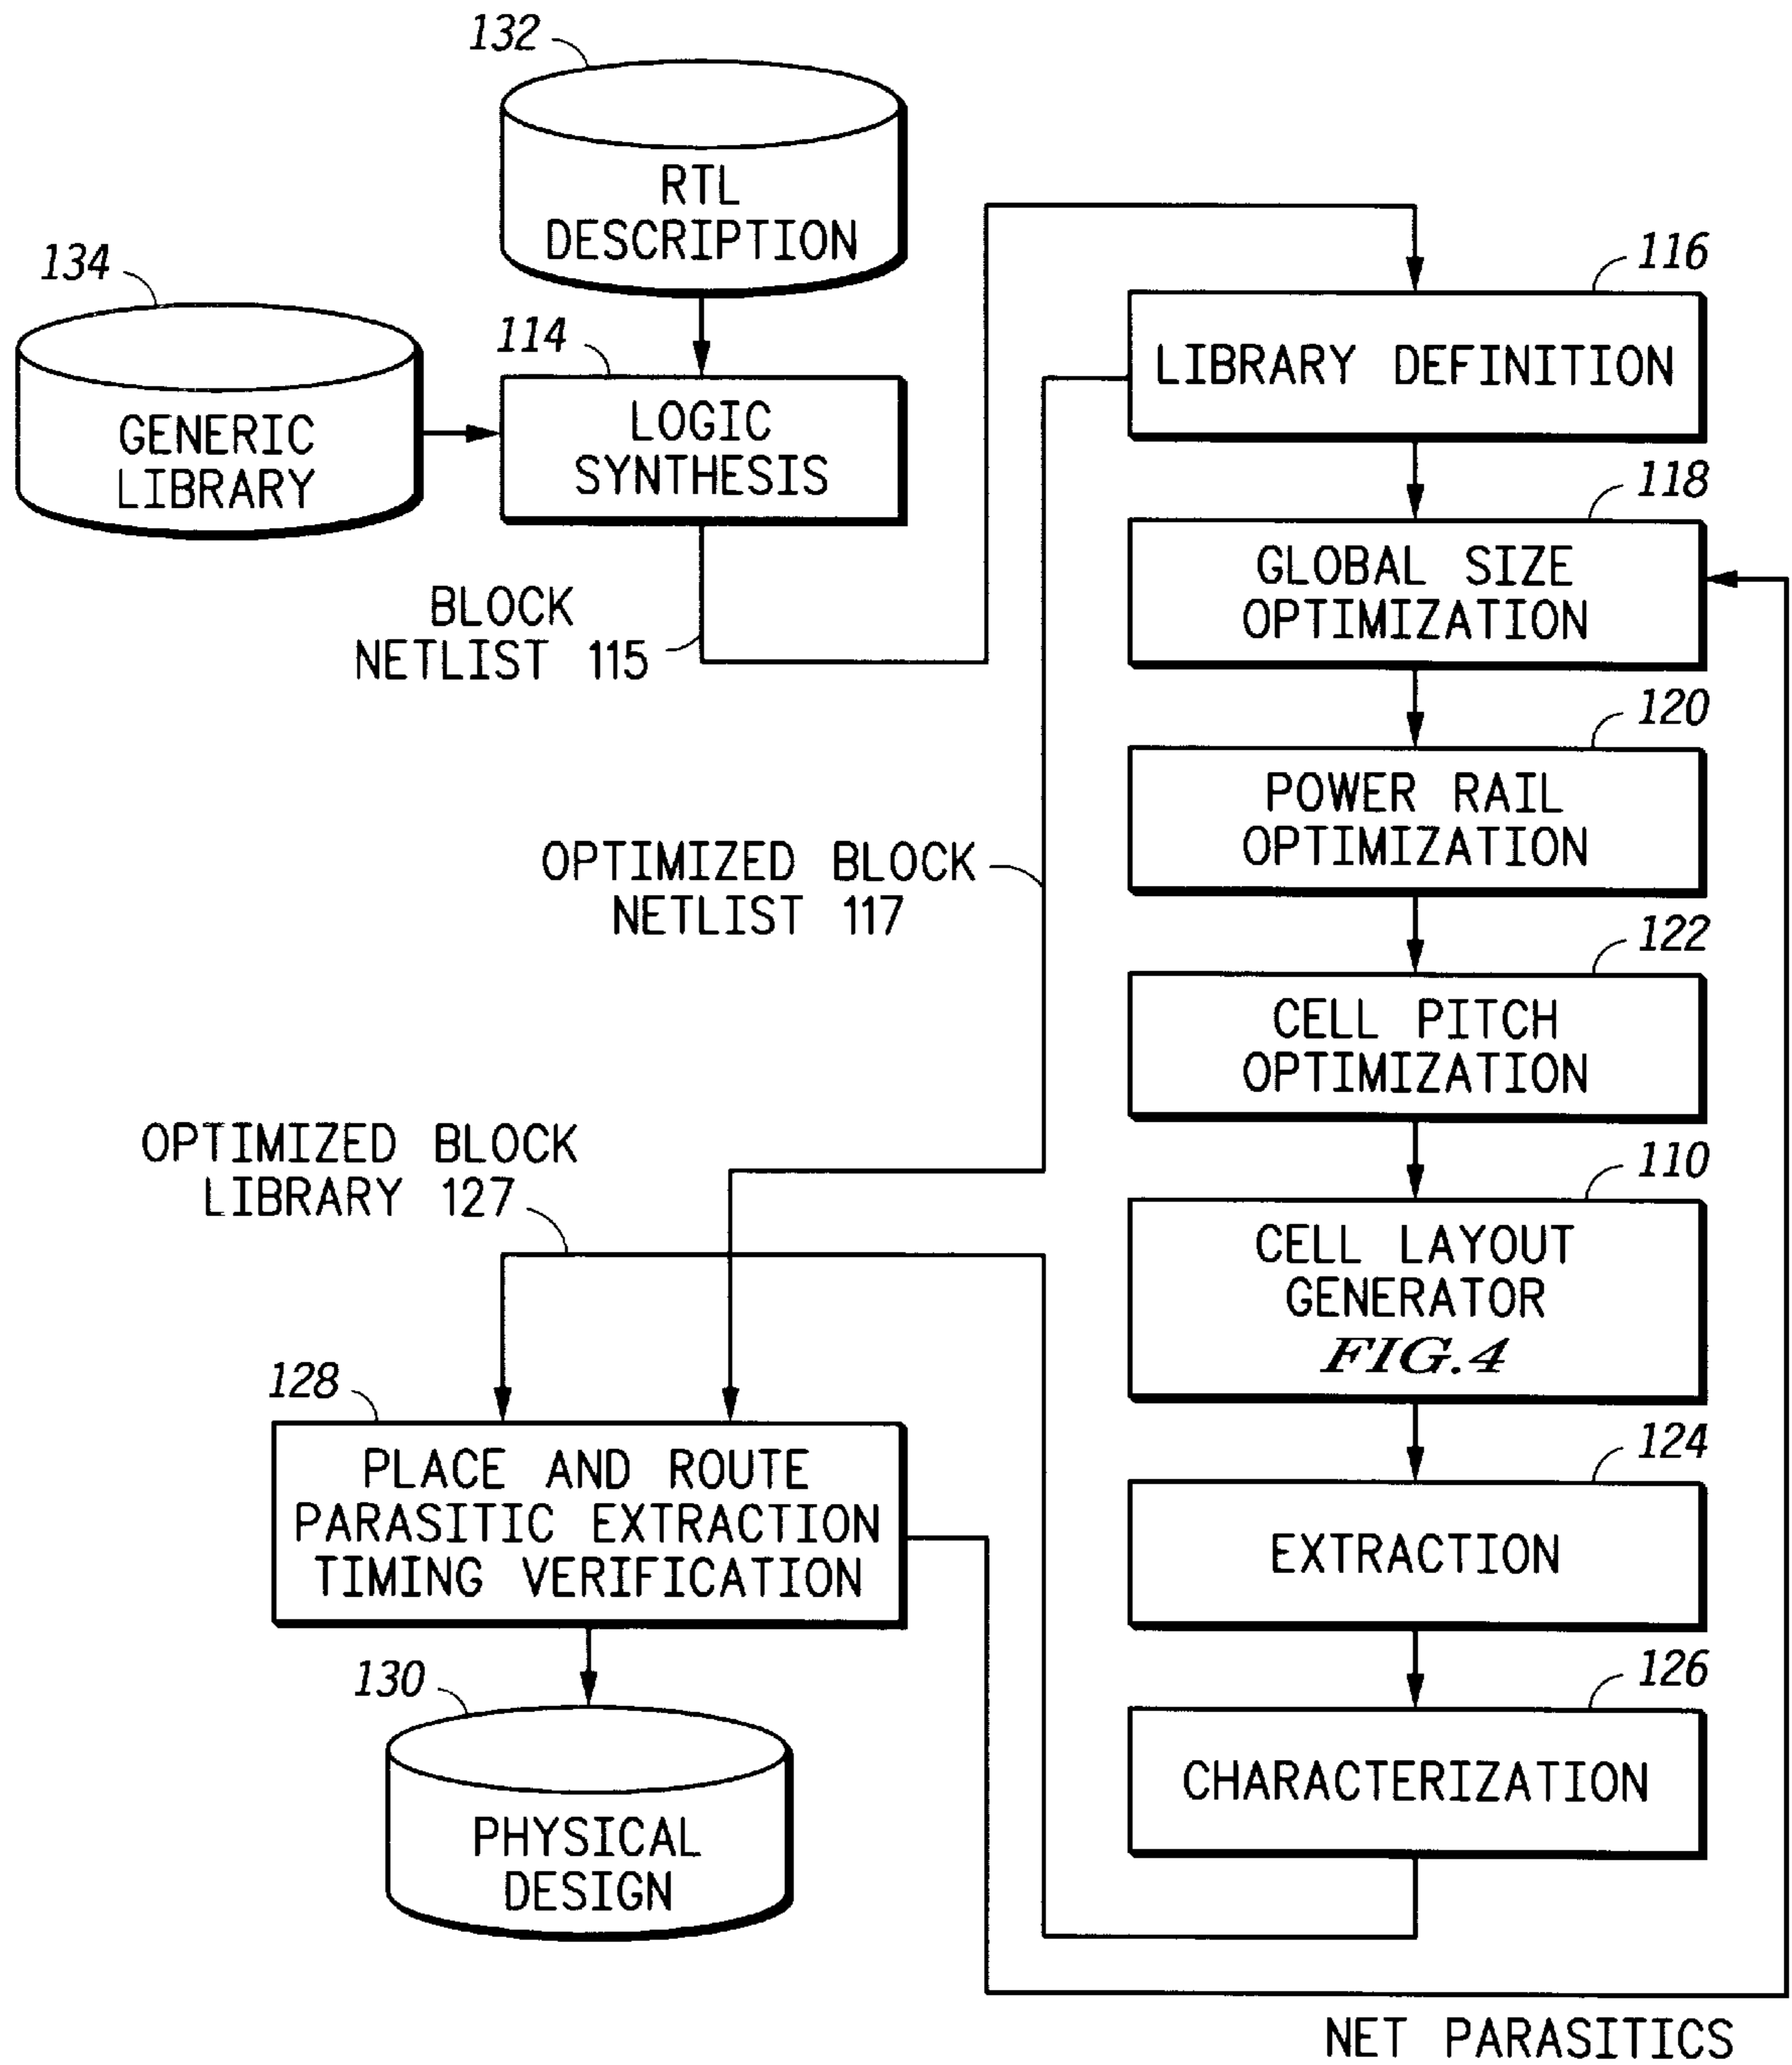 132
RTL
DESCRIPTION
134
GENERIC
LIBRARY
114
LOGIC
SYNTHESIS
BLOCK
NETLIST 115
116
LIBRARY DEFINITION
118
GLOBAL SIZE
OPTIMIZATION
120
POWER RAIL
OPTIMIZATION
OPTIMIZED BLOCK
NETLIST 117
122
CELL PITCH
OPTIMIZATION
OPTIMIZED BLOCK
LIBRARY 127
110
CELL LAYOUT
GENERATOR
FIG.4
128
PLACE AND ROUTE
PARASITIC EXTRACTION
TIMING VERIFICATION
124
EXTRACTION
130
PHYSICAL
DESIGN
126
CHARACTERIZATION
NET PARASITICS